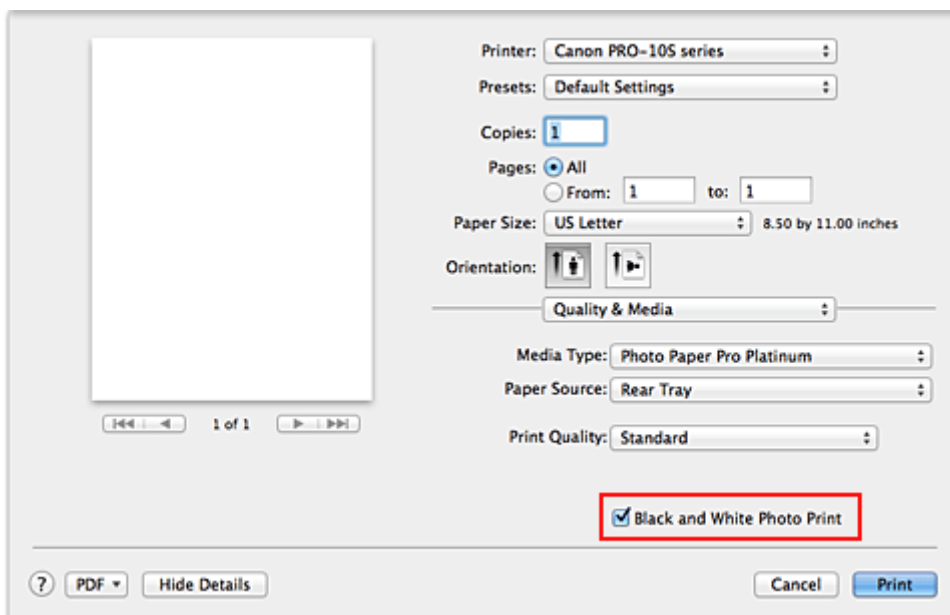 Printer: Canon PRO-10S series
Presets: Default Settings
Copies: 1
Pages: All
From: 1 to: 1
Paper Size: US Letter 8.50 by 11.00 inches
Orientation:
Quality & Media
Media Type: Photo Paper Pro Platinum
Paper Source: Rear Tray
1 of 1
Print Quality: Standard
Black and White Photo Print
? PDF Hide Details Cancel Print